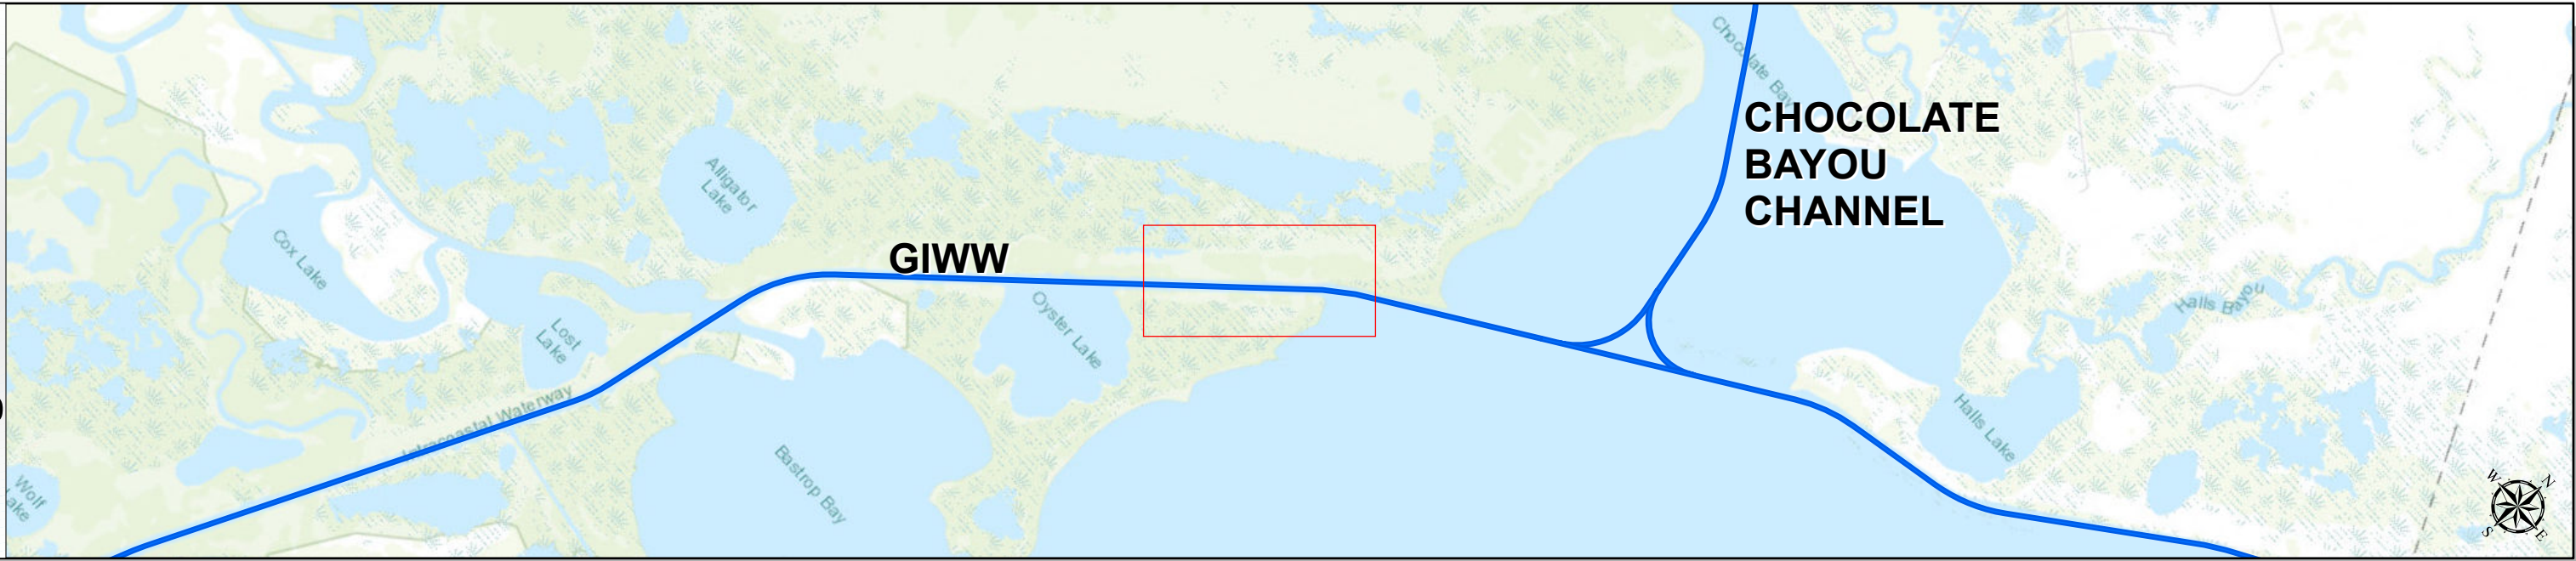 Chocolate Bay
CHOCOLATE
BAYOU
CHANNEL
Alligator
Lake
Cox Lake
GIWW
Oyster Lake
Lost
Lake
Halls Bayou
Intracoastal Waterway
Halls Lake
Bastrop Bay
Wolf
Lake
W
N
S
E